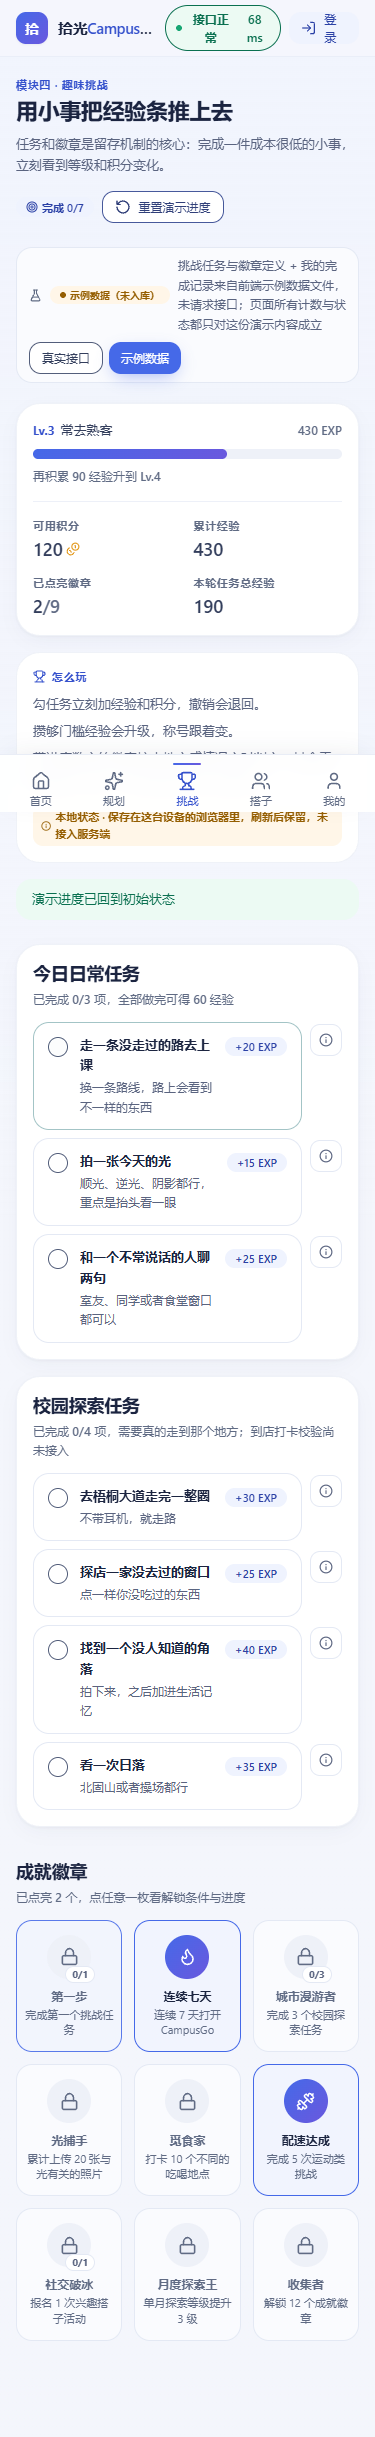 拾
拾光Campus...
接口正常
68 ms
登录
模块四 · 趣味挑战
用小事把经验条推上去
任务和徽章是留存机制的核心：完成一件成本很低的小事，
立刻看到等级和积分变化。
完成 0/7
重置演示进度
示例数据（未入库）
挑战任务与徽章定义 + 我的完
成记录来自前端示例数据文件，
未请求接口；页面所有计数与状
态都只对这份演示内容成立
真实接口
示例数据
Lv.3 常去熟客
430 EXP
再积累 90 经验升到 Lv.4
可用积分
累计经验
120
430
已点亮徽章
本轮任务总经验
2/9
190
怎么玩
勾任务立刻加经验和积分，撤销会退回。
攒够门槛经验会升级，称号跟着变。
首页
规划
挑战
搭子
我的
本地状态 · 保存在这台设备的浏览器里，刷新后保留，未
接入服务端
演示进度已回到初始状态
今日日常任务
已完成 0/3 项，全部做完可得 60 经验
走一条没走过的路去上
课
+20 EXP
换一条路线，路上会看到
不一样的东西
拍一张今天的光
+15 EXP
顺光、逆光、阴影都行，
重点是抬头看一眼
和一个不常说话的人聊
两句
+25 EXP
室友、同学或者食堂窗口
都可以
校园探索任务
已完成 0/4 项，需要真的走到那个地方；到店打卡校验尚
未接入
去梧桐大道走完一整圈
+30 EXP
不带耳机，就走路
探店一家没去过的窗口
+25 EXP
点一样你没吃过的东西
找到一个没人知道的角
落
+40 EXP
拍下来，之后加进生活记
忆
看一次日落
+35 EXP
北固山或者操场都行
成就徽章
已点亮 2 个，点任意一枚看解锁条件与进度
0/1
第一步
完成第一个挑战任
务
连续七天
连续 7 天打开
CampusGo
0/3
城市漫游者
完成 3 个校园探
索任务
光捕手
累计上传 20 张与
光有关的照片
觅食家
打卡 10 个不同的
吃喝地点
配速达成
完成 5 次运动类
挑战
0/1
社交破冰
报名 1 次兴趣搭
子活动
月度探索王
单月探索等级提升
3 级
收集者
解锁 12 个成就徽
章